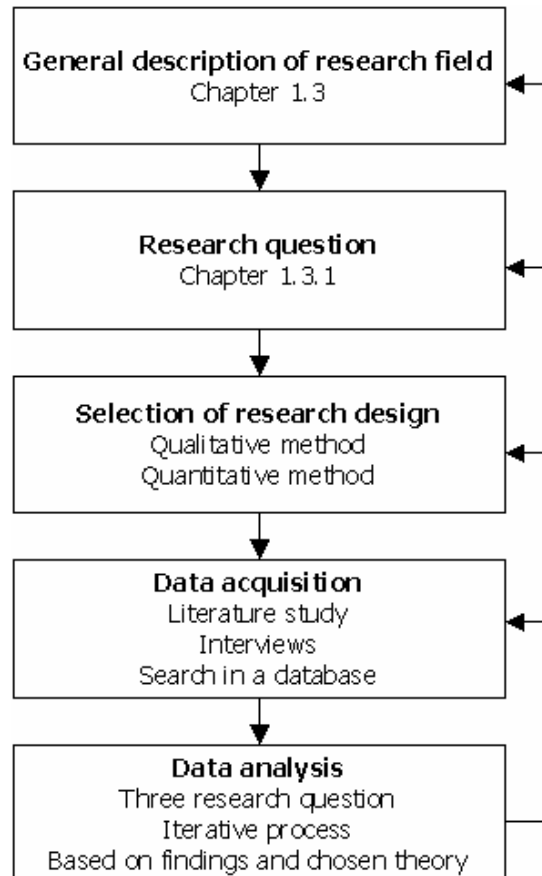 General description of research field
Chapter 1.3
Research question
Chapter 1.3.1
Selection of research design
Qualitative method
Quantitative method
Data acquisition
Literature study
Interviews
Search in a database
Data analysis
Three research question
Iterative process
Based on findings and chosen theory